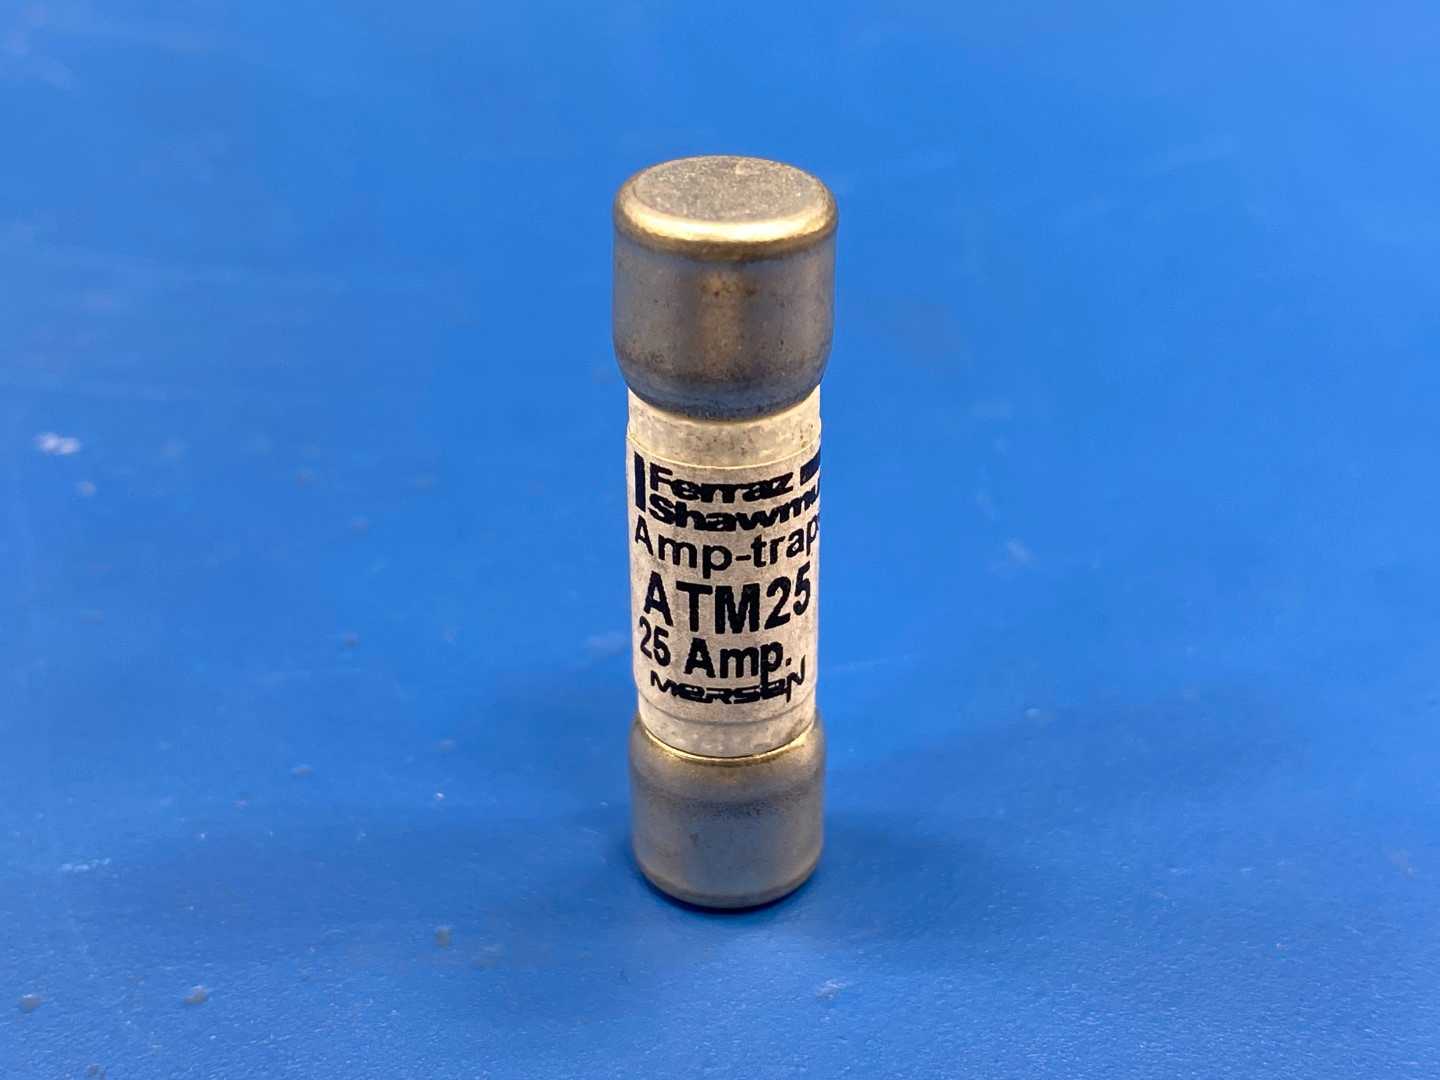 Ferraz
Shawmu
Amp-trap
ATM25
25 Amp.
MERSEN